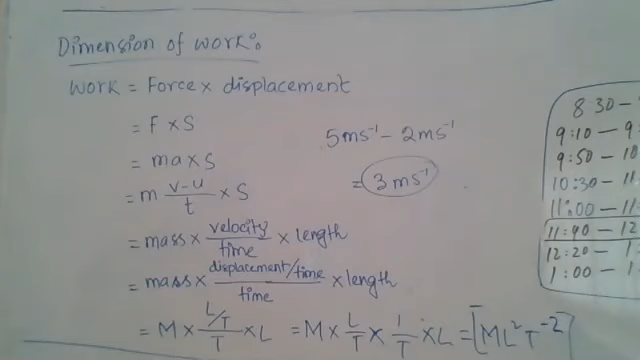 Dimension of work:
Work = Force x displacement
= F x S
= ma x S
= m (v-u)/t x S
= mass x velocity/time x length
= mass x (displacement/time)/time x length
= M x (L/T)/T x L = M x L/T x 1/T x L = [ML²T⁻²]
5ms⁻¹ - 2ms⁻¹
= 3ms⁻¹
8 30 -
9:10 - 9
9:50 - 10
10:30 - 11
11:00 - 11
12
12:20 - 1
1:00 - 1